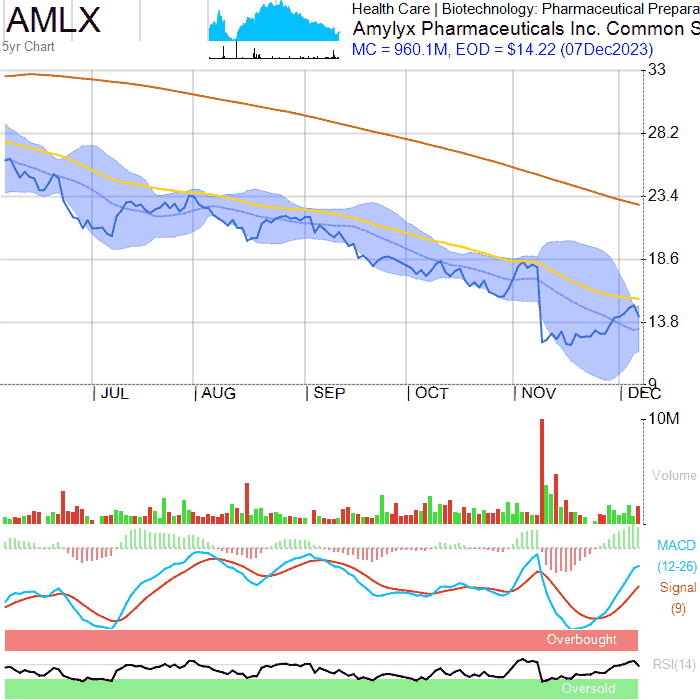 AMLX
5yr Chart
Health Care | Biotechnology: Pharmaceutical Prepara
Amylyx Pharmaceuticals Inc. Common S
MC = 960.1M, EOD = $14.22 (07Dec2023)
33
28.2
23.4
18.6
13.8
9
JUL AUG SEP OCT NOV DEC
10M
Volume
MACD
(12-26)
Signal
(9)
Overbought
RSI(14)
Oversold